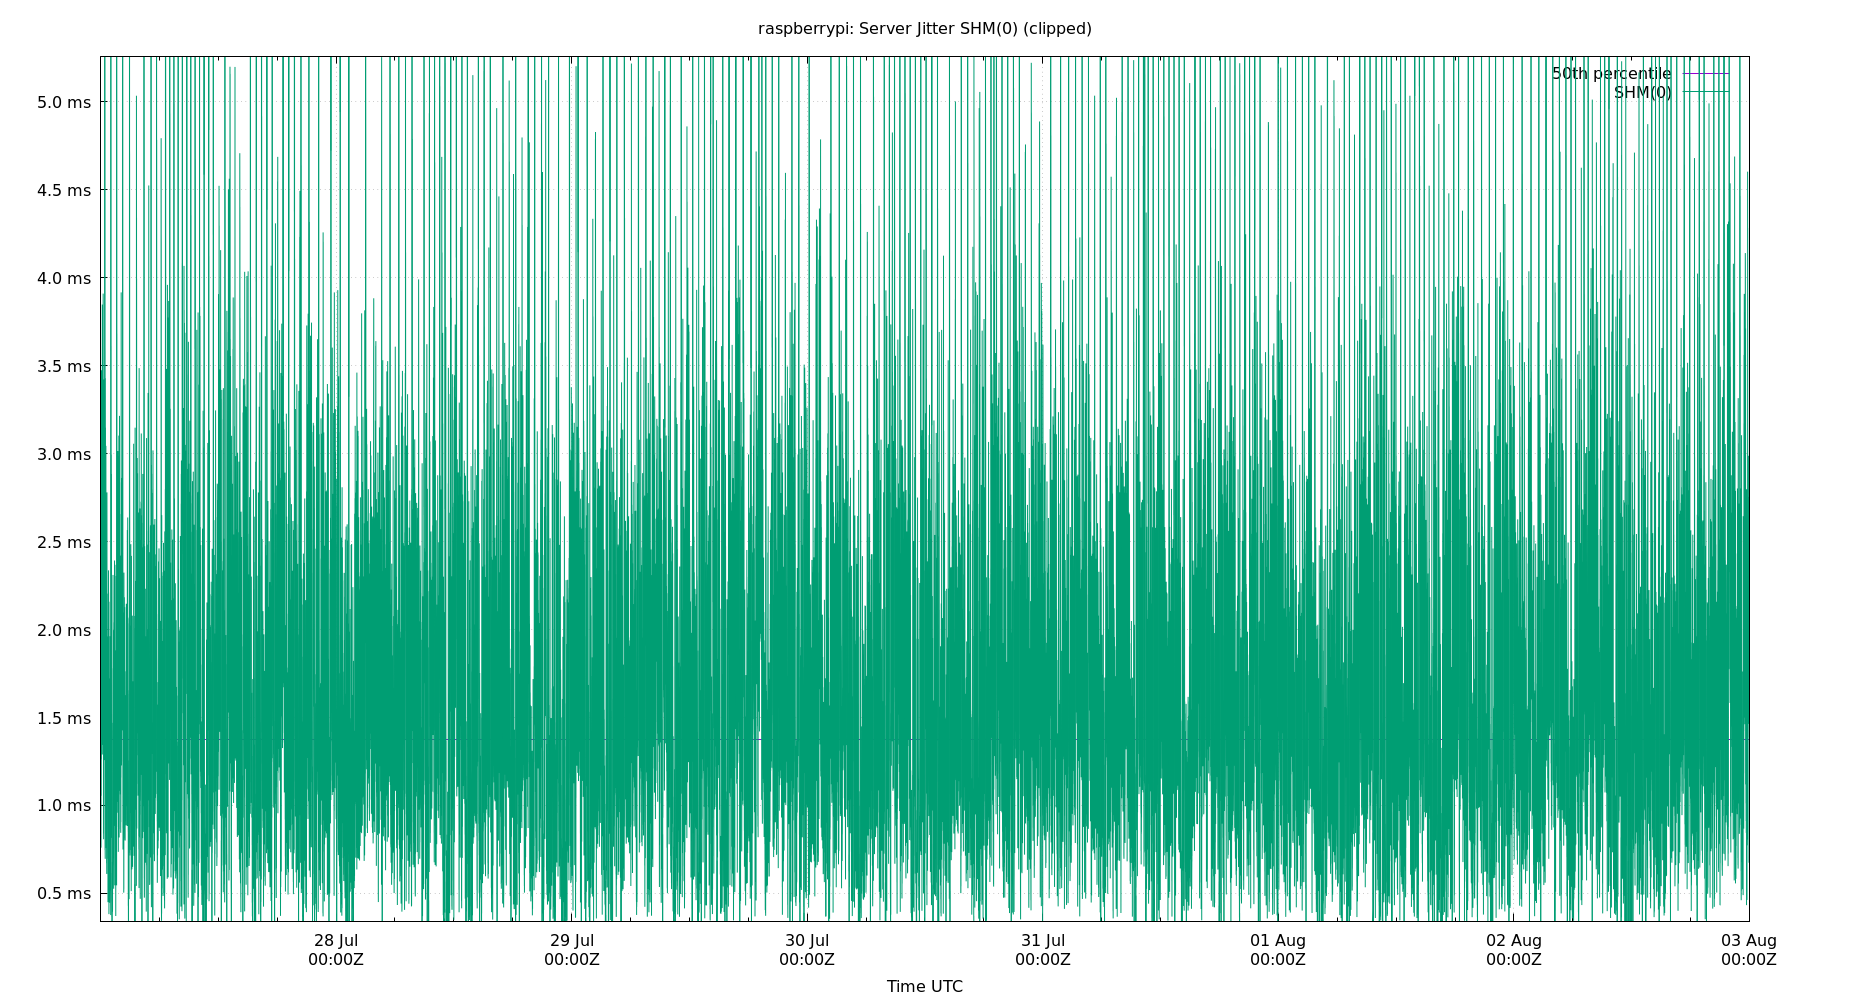 raspberrypi: Server Jitter SHM(0) (clipped)
50th percentile
SHM(0)
5.0 ms
4.5 ms
4.0 ms
3.5 ms
3.0 ms
2.5 ms
2.0 ms
1.5 ms
1.0 ms
0.5 ms
28 Jul 29 Jul 30 Jul 31 Jul 01 Aug 02 Aug 03 Aug
00:00Z 00:00Z 00:00Z 00:00Z 00:00Z 00:00Z 00:00Z
Time UTC